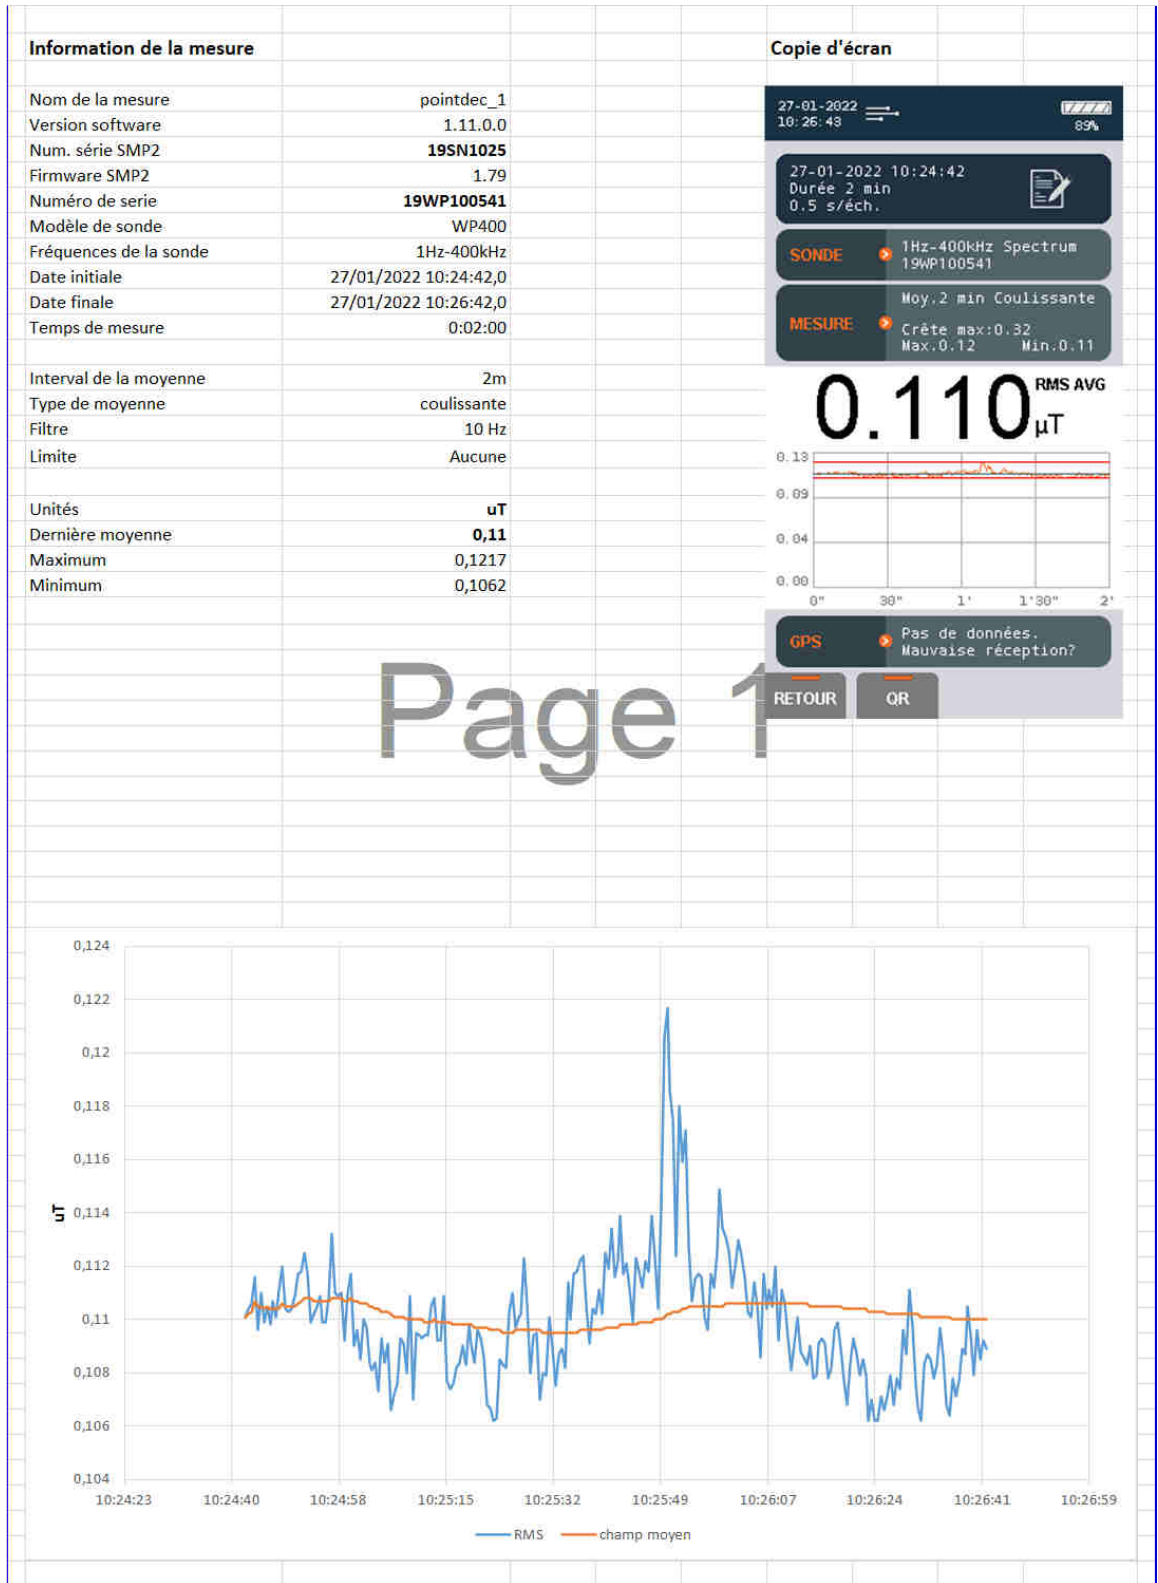 Information de la mesure
Copie d'écran
Nom de la mesure pointdec_1
Version software 1.11.0.0
Num. série SMP2 19SN1025
Firmware SMP2 1.79
Numéro de serie 19WP100541
Modèle de sonde WP400
Fréquences de la sonde 1Hz-400kHz
Date initiale 27/01/2022 10:24:42,0
Date finale 27/01/2022 10:26:42,0
Temps de mesure 0:02:00
Interval de la moyenne 2m
Type de moyenne coulissante
Filtre 10 Hz
Limite Aucune
Unités uT
Dernière moyenne 0,11
Maximum 0,1217
Minimum 0,1062
27-01-2022
10:26:43
89%
27-01-2022 10:24:42
Durée 2 min
0.5 s/éch.
SONDE
1Hz-400kHz Spectrum
19WP100541
MESURE
Moy.2 min Coulissante
Crête max:0.32
Max.0.12 Min.0.11
0.110 RMS AVG
µT
0.13
0.09
0.04
0.00
0" 30" 1' 1'30" 2'
GPS
Pas de données.
Mauvaise réception?
RETOUR QR
Page 1
0,124
0,122
0,12
0,118
0,116
0,114
0,112
0,11
0,108
0,106
0,104
uT
10:24:23 10:24:40 10:24:58 10:25:15 10:25:32 10:25:49 10:26:07 10:26:24 10:26:41 10:26:59
RMS champ moyen